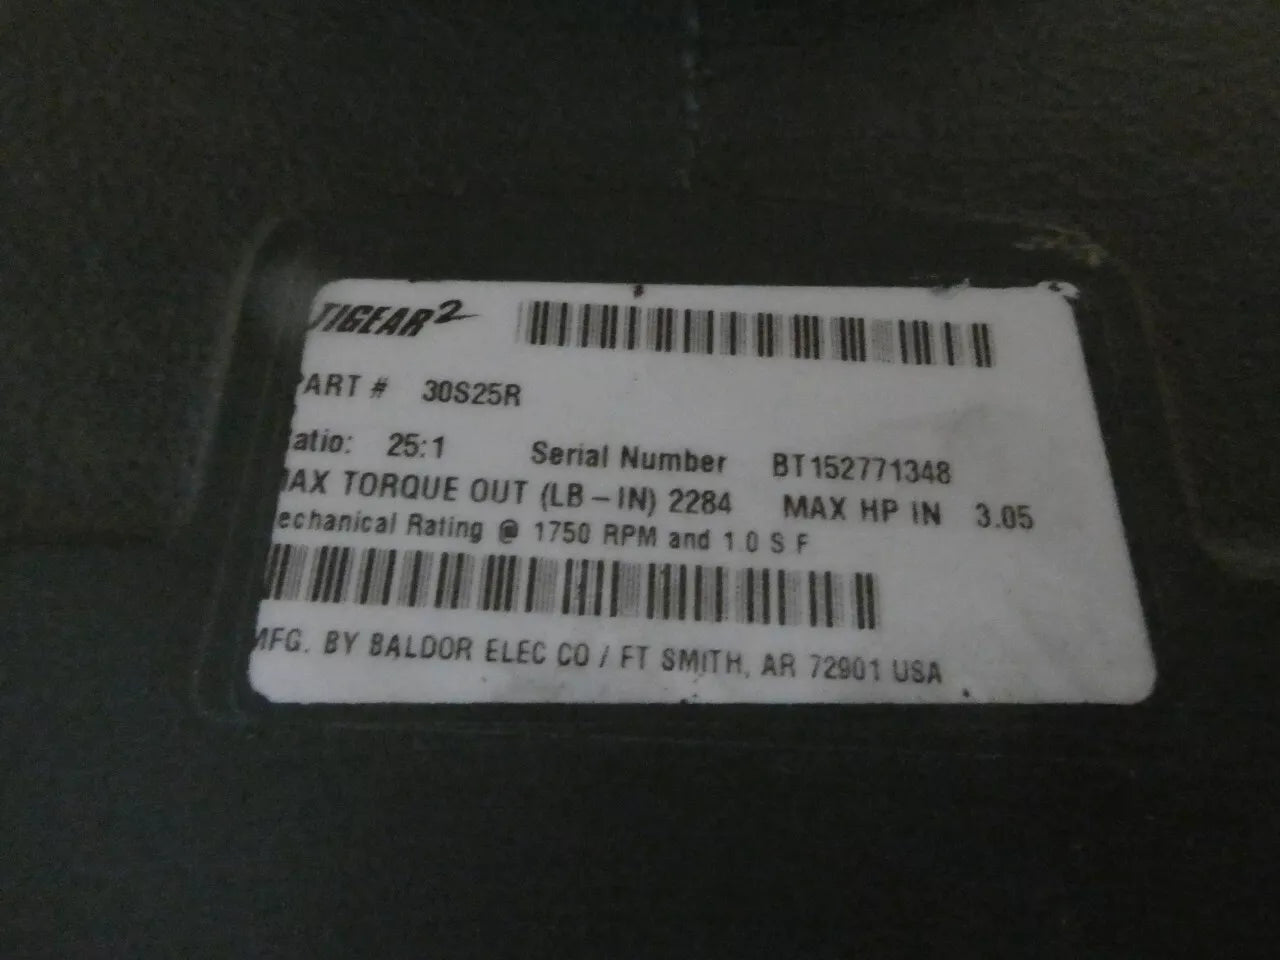 TIGEAR2
PART # 30S25R
atio: 25:1 Serial Number BT152771348
AX TORQUE OUT (LB-IN) 2284 MAX HP IN 3.05
echanical Rating @ 1750 RPM and 1.0 S F
MFG. BY BALDOR ELEC CO / FT SMITH, AR 72901 USA